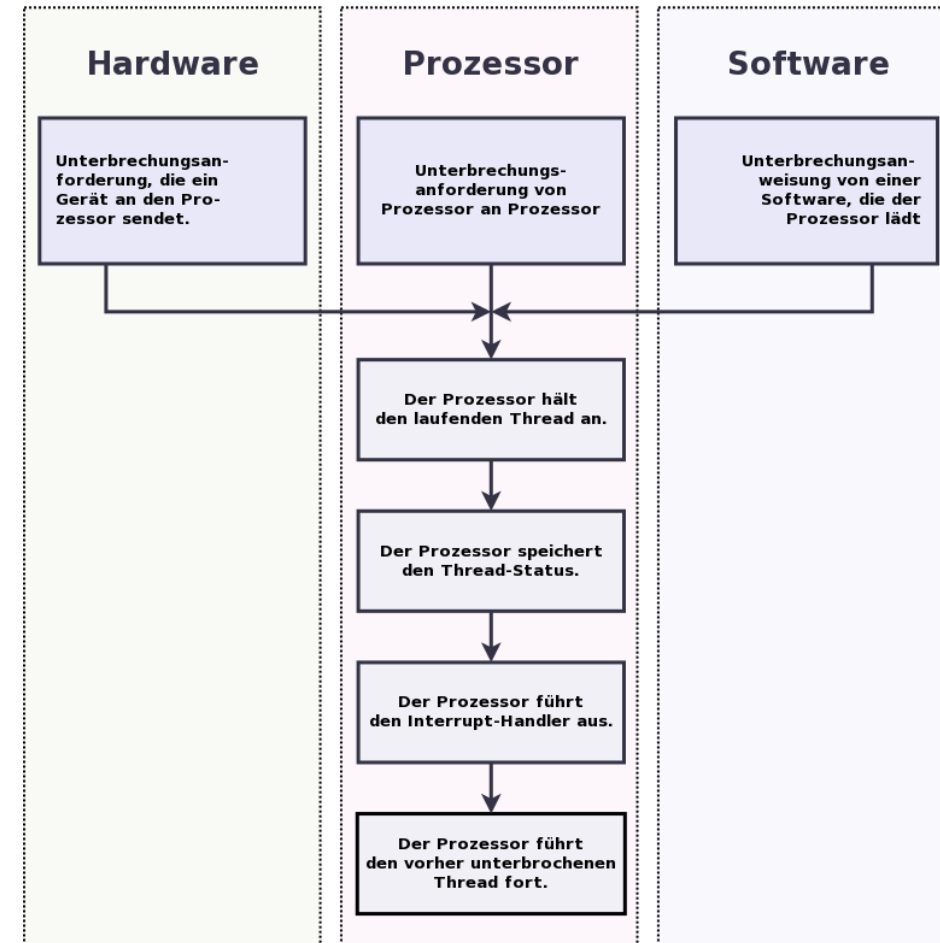 Hardware
Prozessor
Software
Unterbrechungsan-
forderung, die ein
Gerät an den Pro-
zessor sendet.
Unterbrechungs-
anforderung von
Prozessor an Prozessor
Unterbrechungsan-
weisung von einer
Software, die der
Prozessor lädt
Der Prozessor hält
den laufenden Thread an.
Der Prozessor speichert
den Thread-Status.
Der Prozessor führt
den Interrupt-Handler aus.
Der Prozessor führt
den vorher unterbrochenen
Thread fort.